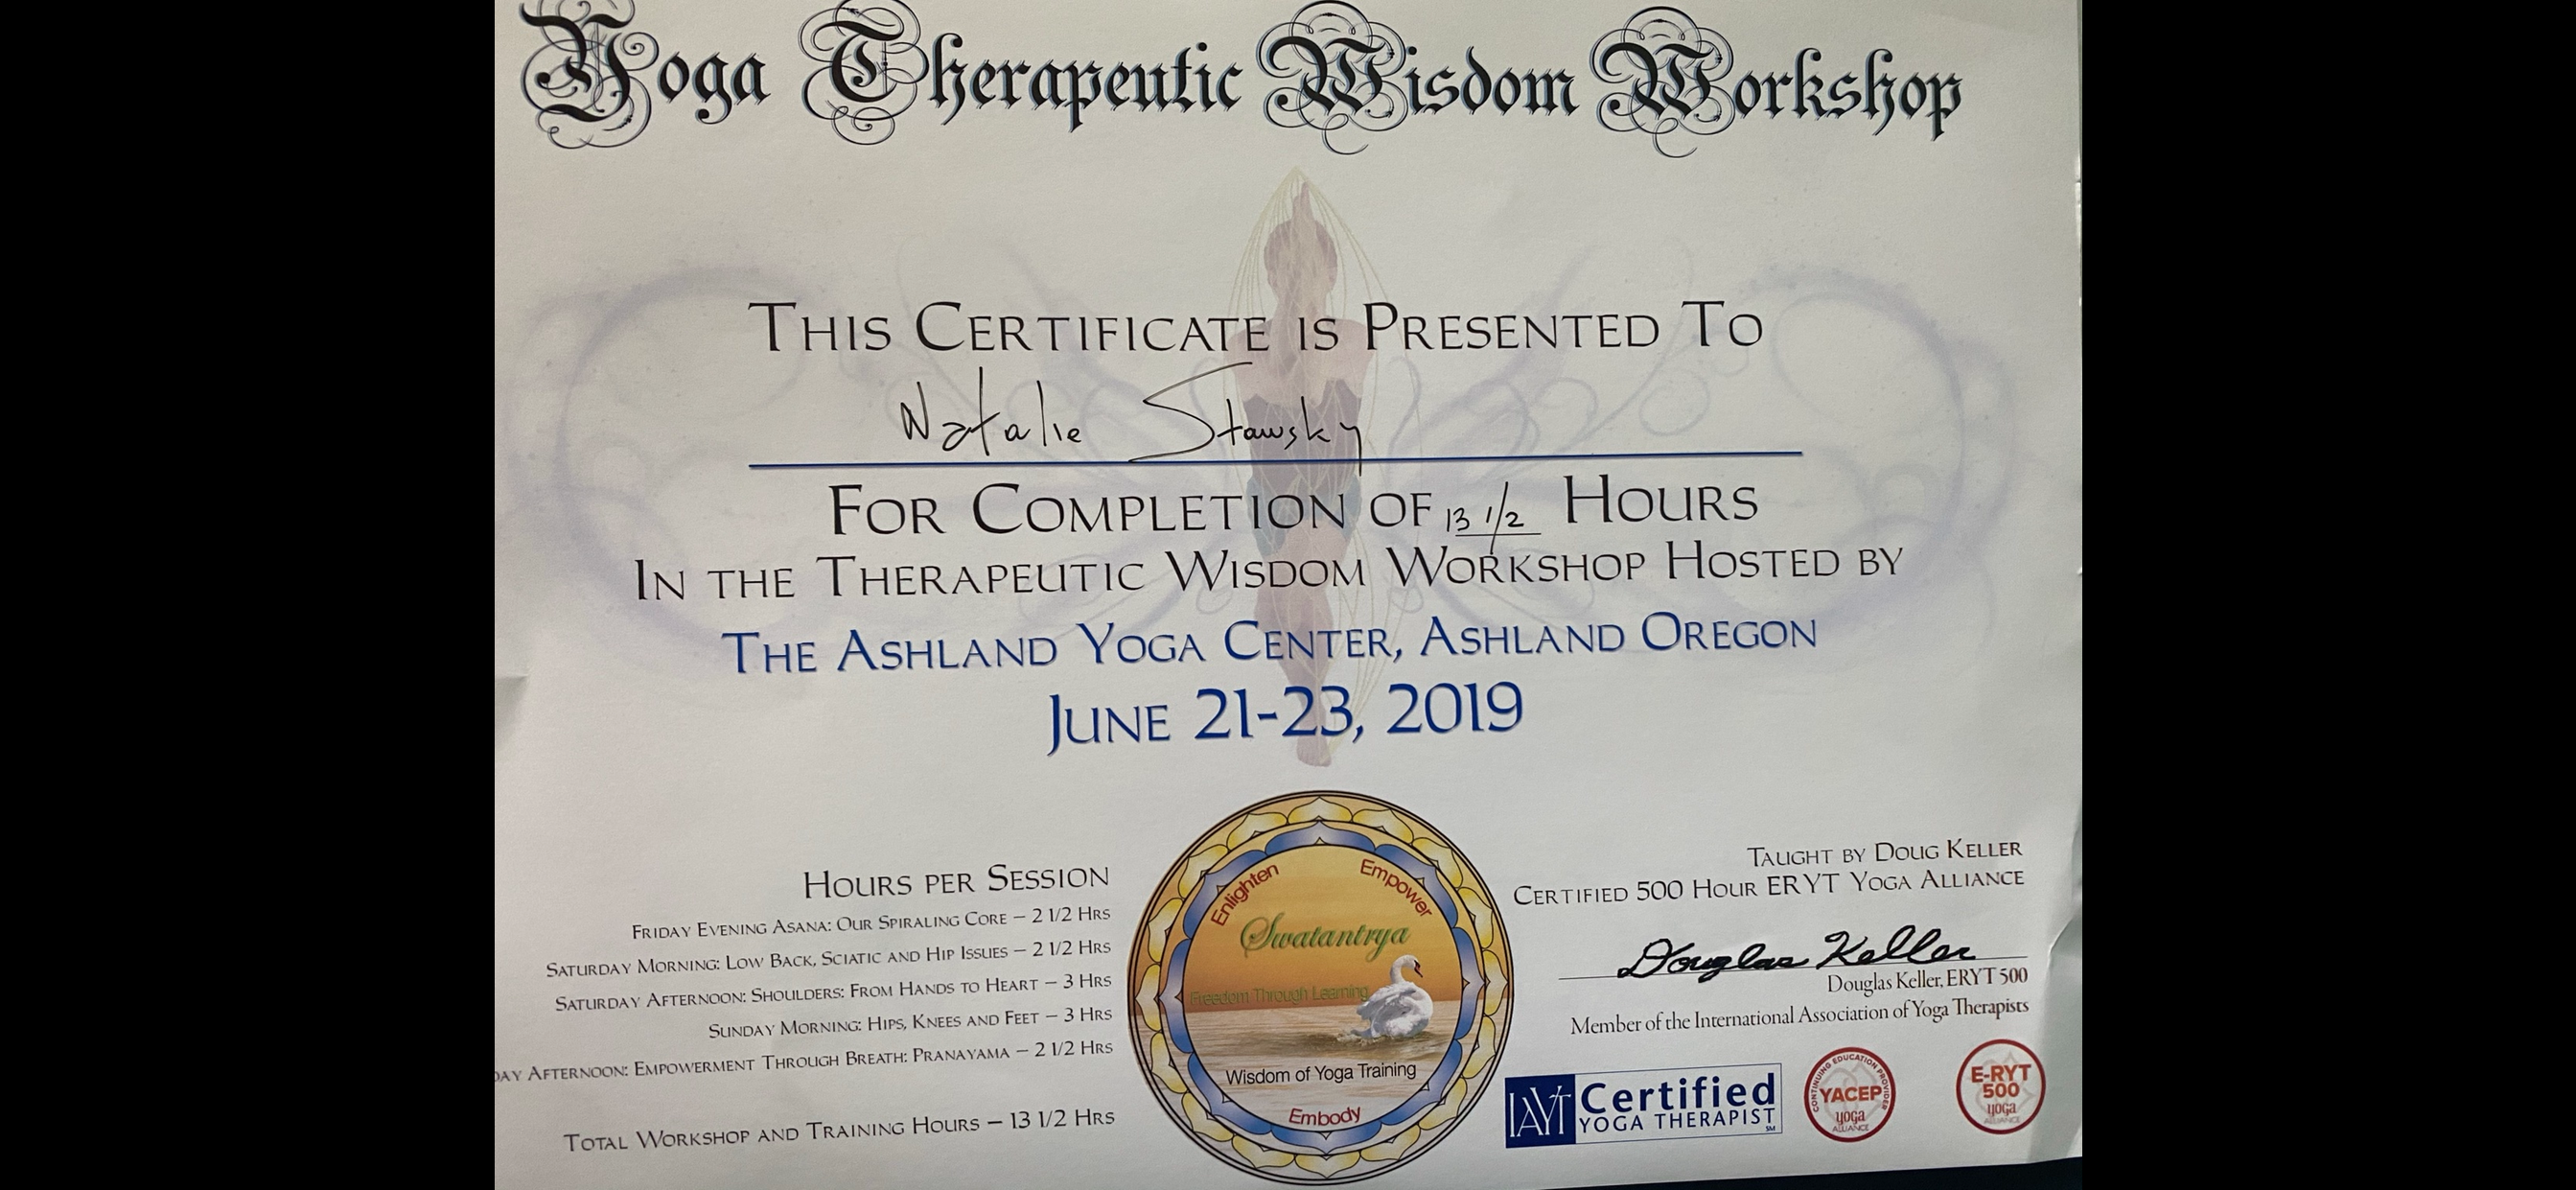 Yoga Therapeutic Wisdom Workshop
This Certificate is Presented To
Natalie Stawsky
For Completion of 13 1/2 Hours
In the Therapeutic Wisdom Workshop Hosted by
The Ashland Yoga Center, Ashland Oregon
June 21-23, 2019
Hours per Session
Friday Evening Asana: Our Spiraling Core – 2 1/2 Hrs
Saturday Morning: Low Back, Sciatic and Hip Issues – 2 1/2 Hrs
Saturday Afternoon: Shoulders: From Hands to Heart – 3 Hrs
Sunday Morning: Hips, Knees and Feet – 3 Hrs
day Afternoon: Empowerment Through Breath: Pranayama – 2 1/2 Hrs
Total Workshop and Training Hours – 13 1/2 Hrs
Enlighten
Empower
Swatantrya
Freedom Through Learning
Wisdom of Yoga Training
Embody
Taught by Doug Keller
Certified 500 Hour ERYT Yoga Alliance
Douglas Keller
Douglas Keller, ERYT 500
Member of the International Association of Yoga Therapists
IAYT Certified
YOGA THERAPIST SM
CONTINUING EDUCATION PROVIDER
YACEP
yoga
ALLIANCE
E-RYT
500
yoga
ALLIANCE